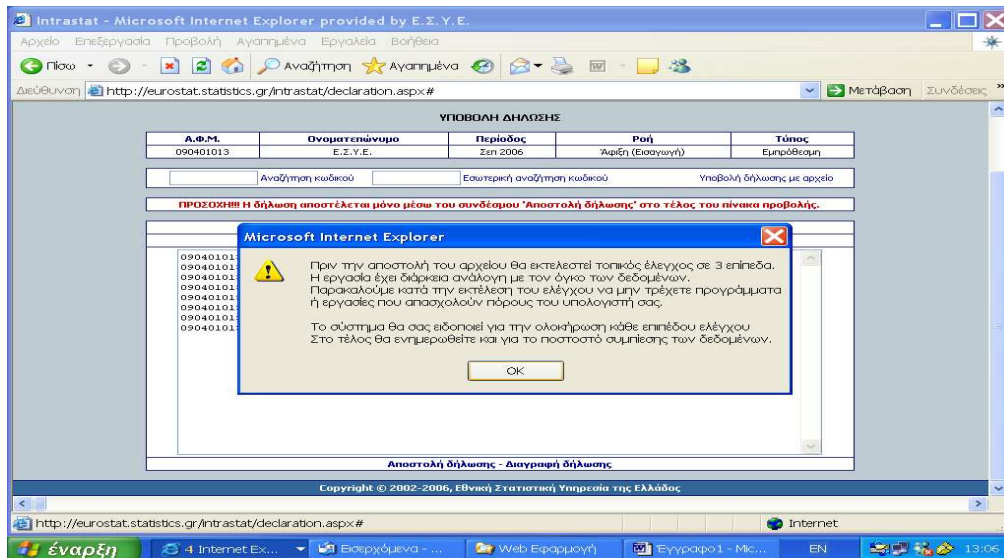 Intrastat - Microsoft Internet Explorer provided by Ε.Σ.Υ.Ε.
Αρχείο Επεξεργασία Προβολή Αγαπημένα Εργαλεία Βοήθεια
Πίσω Αναζήτηση Αγαπημένα
Διεύθυνση http://eurostat.statistics.gr/intrastat/declaration.aspx# Μετάβαση Συνδέσεις »
ΥΠΟΒΟΛΗ ΔΗΛΩΣΗΣ
Α.Φ.Μ. Ονοματεπώνυμο Περίοδος Ροή Τύπος
090401013 Ε.Σ.Υ.Ε. Σεπ 2006 Άφιξη (Εισαγωγή) Εμπρόθεσμη
Αναζήτηση κωδικού Εσωτερική αναζήτηση κωδικού Υποβολή δήλωσης με αρχείο
ΠΡΟΣΟΧΗ!!! Η δήλωση αποστέλεται μόνο μέσω του συνδέσμου 'Αποστολή δήλωσης' στο τέλος του πίνακα προβολής.
Microsoft Internet Explorer
Πριν την αποστολή του αρχείου θα εκτελεστεί τοπικός έλεγχος σε 3 επίπεδα.
Η εργασία έχει διάρκεια ανάλογη με τον όγκο των δεδομένων.
Παρακαλούμε κατά την εκτέλεση του ελέγχου να μην τρέχετε προγράμματα
ή εργασίες που απασχολούν πόρους του υπολογιστή σας.
Το σύστημα θα σας ειδοποιεί για την ολοκήρωση κάθε επιπέδου ελέγχου
Στο τέλος θα ενημερωθείτε και για το ποστοστό συμπίεσης των δεδομένων.
OK
Αποστολή δήλωσης - Διαγραφή δήλωσης
Copyright © 2002-2006, Εθνική Στατιστική Υπηρεσία της Ελλάδος
http://eurostat.statistics.gr/intrastat/declaration.aspx# Internet
έναρξη 4 Internet Ex... Εισερχόμενα - ... Web Εφαρμογή Έγγραφο1 - Mic... EN 13:06